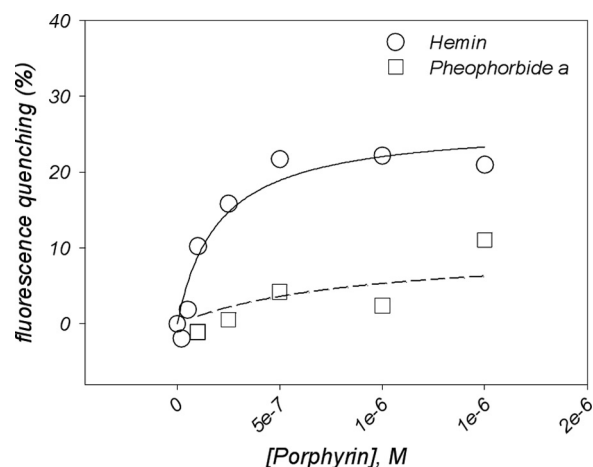 40
30
20
10
0
fluorescence quenching (%)
Hemin
Pheophorbide a
0
5e-7
1e-6
1e-6
2e-6
[Porphyrin], M